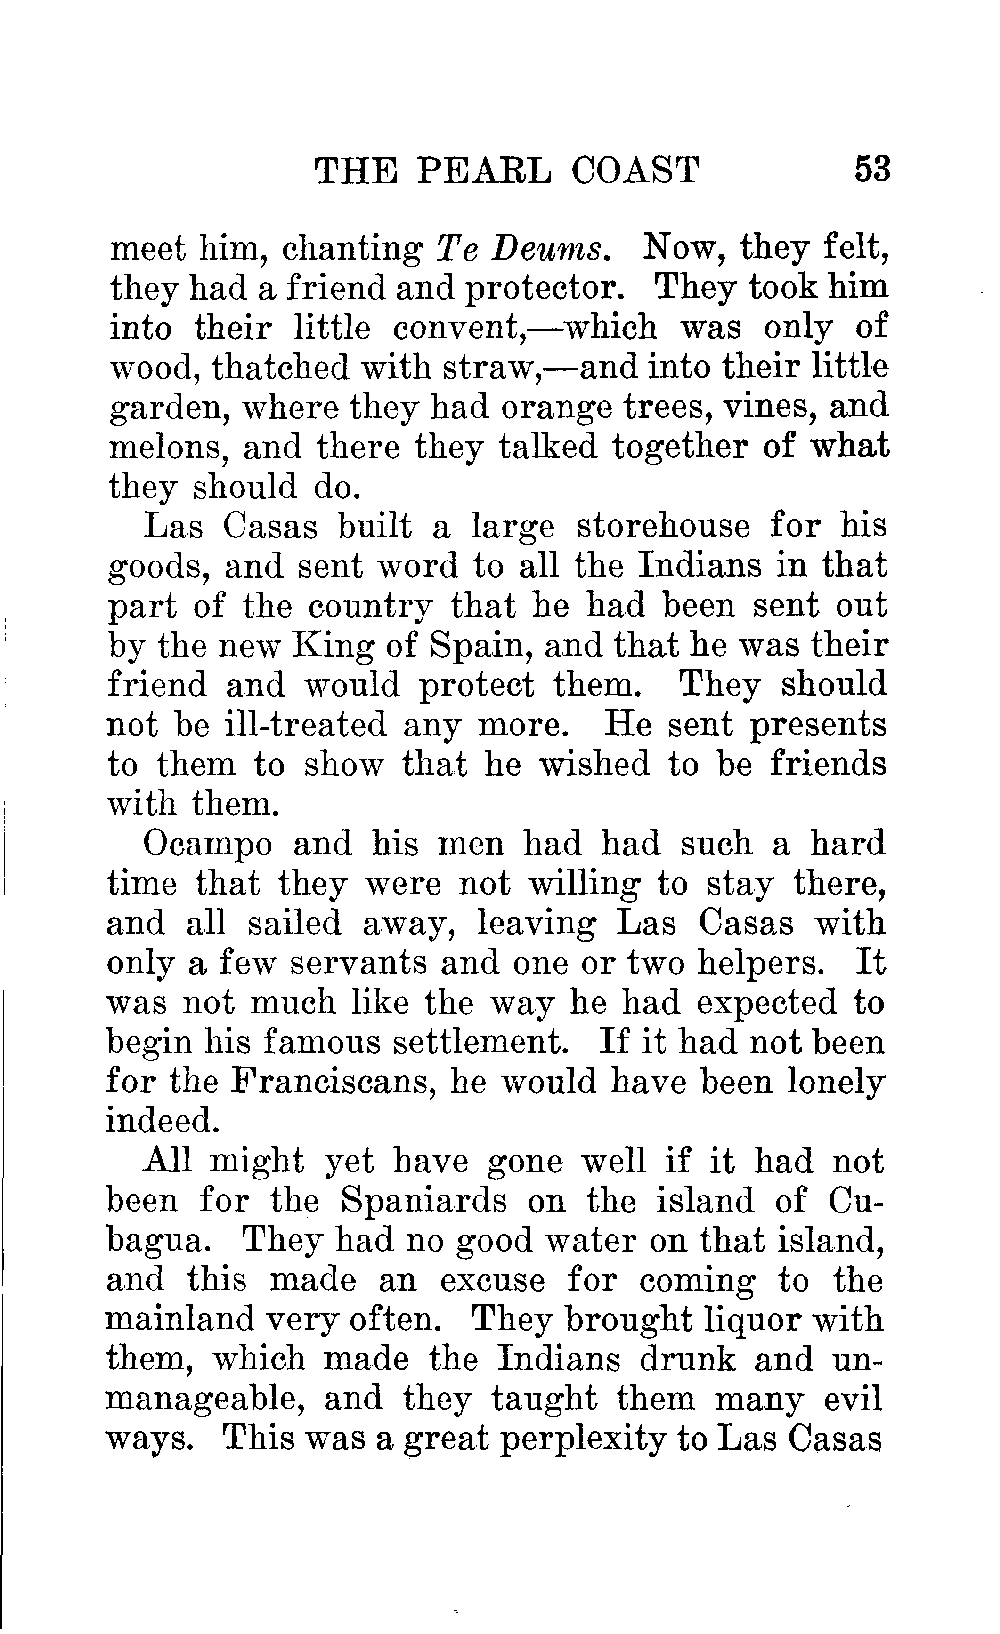 THE PEARL COAST 53
meet him, chanting Te Deums. Now, they felt,
they had a friend and protector. They took him
into their little convent,—which was only of
wood, thatched with straw,—and into their little
garden, where they had orange trees, vines, and
melons, and there they talked together of what
they should do.
Las Casas built a large storehouse for his
goods, and sent word to all the Indians in that
part of the country that he had been sent out
by the new King of Spain, and that he was their
friend and would protect them. They should
not be ill-treated any more. He sent presents
to them to show that he wished to be friends
with them.
Ocampo and his men had had such a hard
time that they were not willing to stay there,
and all sailed away, leaving Las Casas with
only a few servants and one or two helpers. It
was not much like the way he had expected to
begin his famous settlement. If it had not been
for the Franciscans, he would have been lonely
indeed.
All might yet have gone well if it had not
been for the Spaniards on the island of Cu-
bagua. They had no good water on that island,
and this made an excuse for coming to the
mainland very often. They brought liquor with
them, which made the Indians drunk and un-
manageable, and they taught them many evil
ways. This was a great perplexity to Las Casas